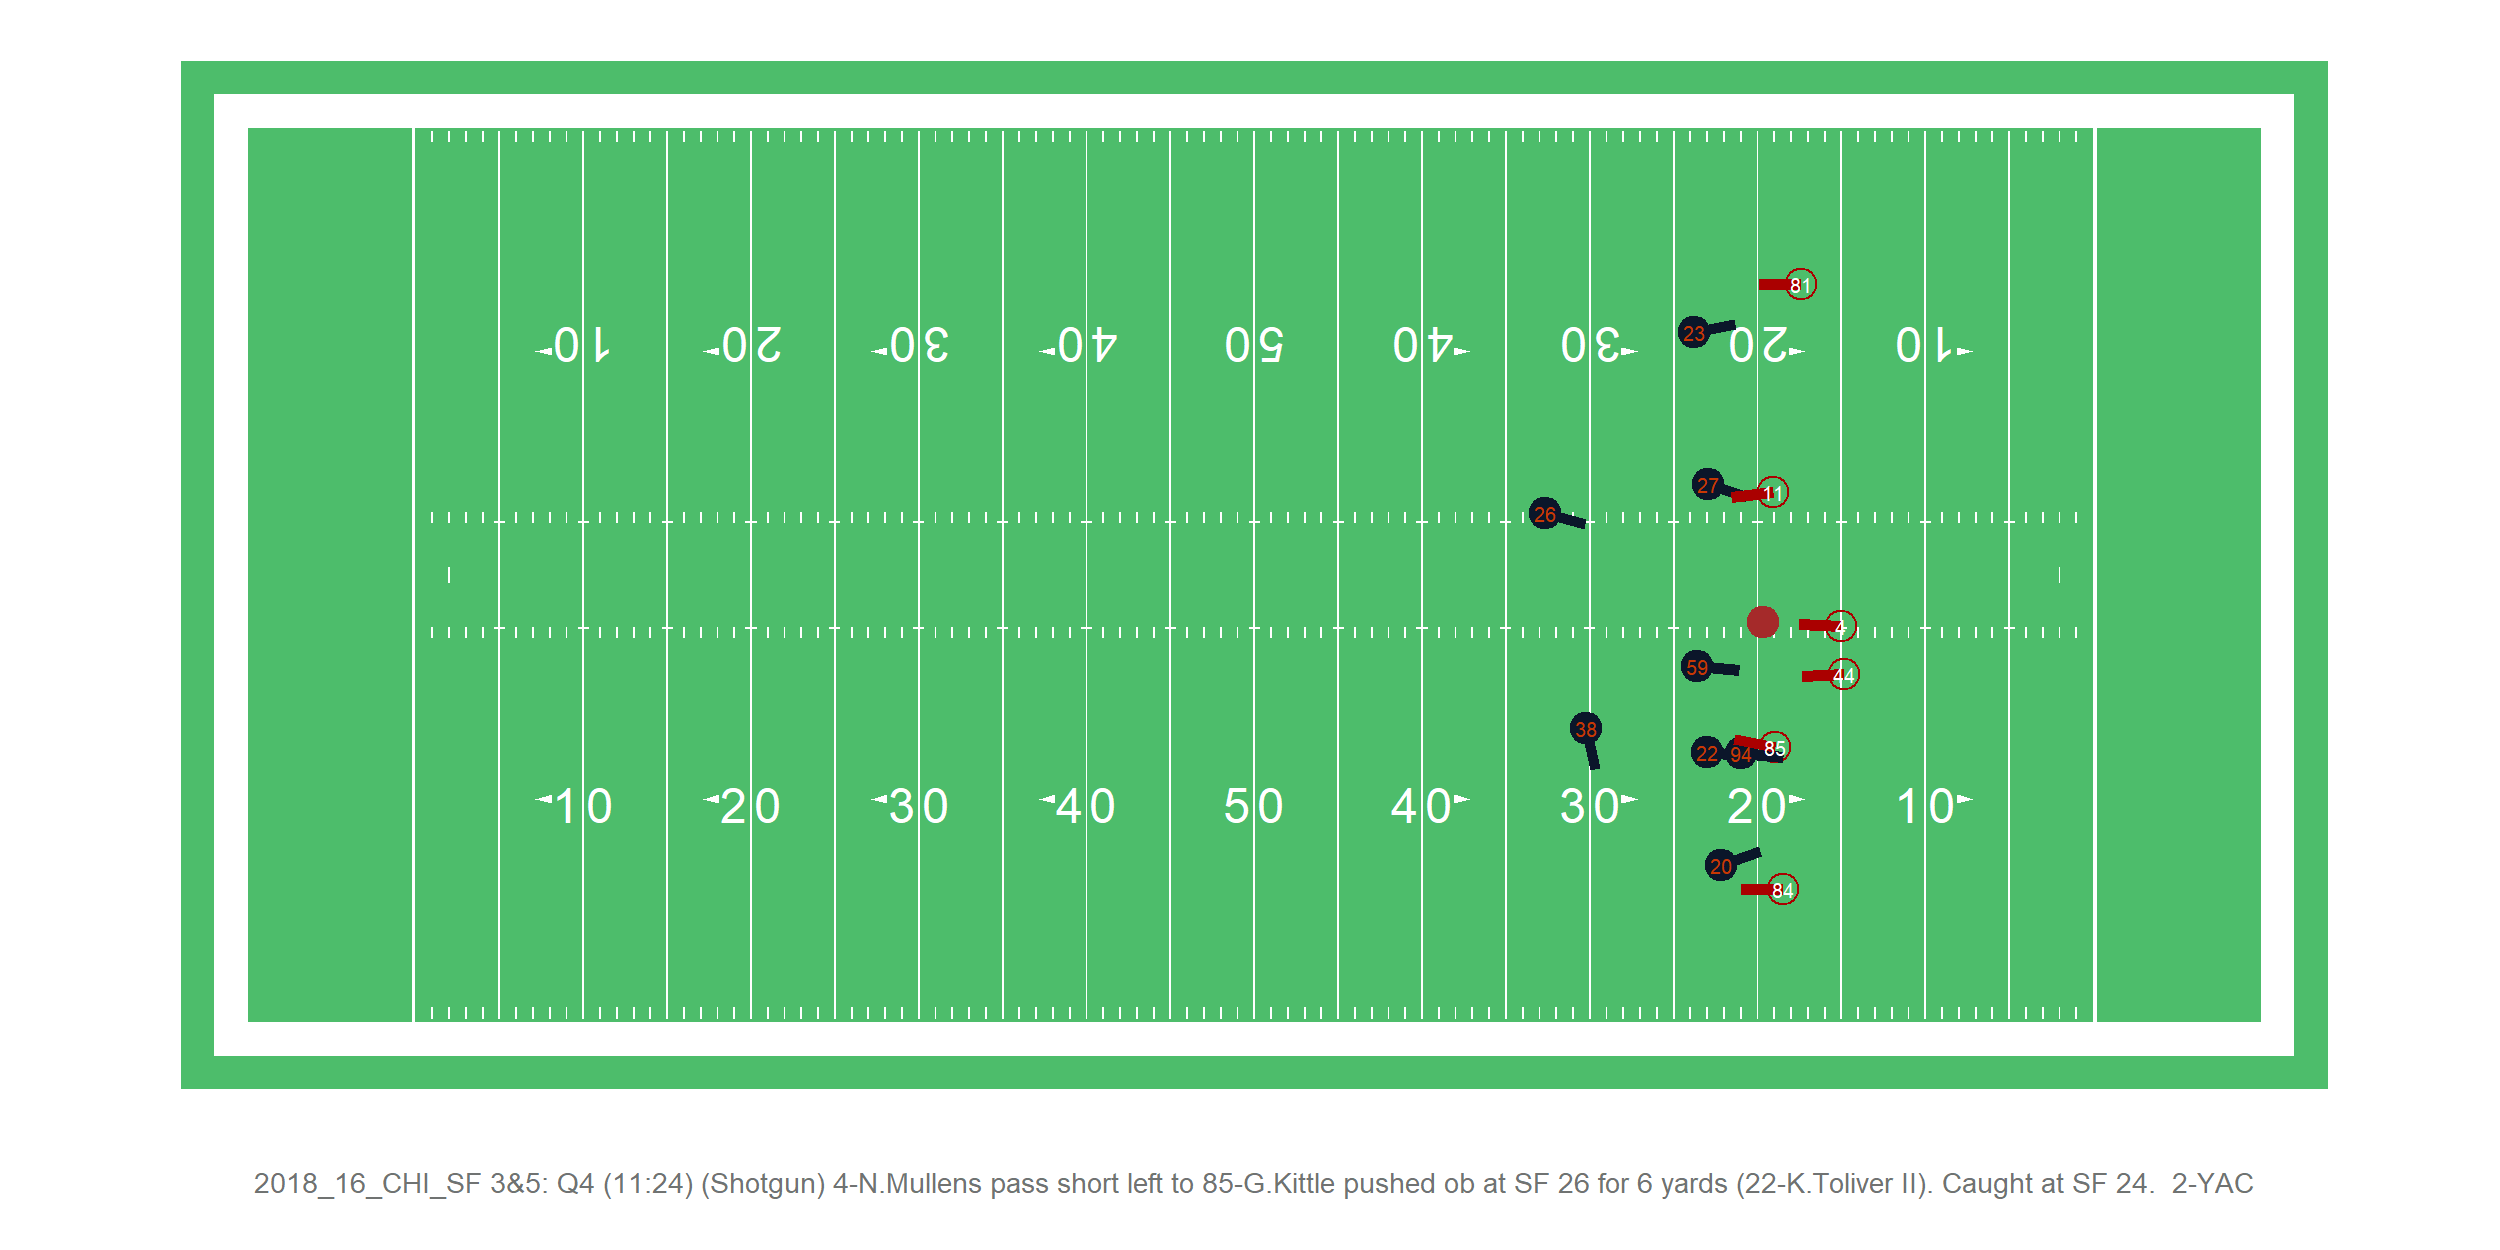 81
23
10 20 30 40 50 40 30 20 10
27 11
26
4
59
44
38
22 94 85
10 20 30 40 50 40 30 20 10
20
84
2018_16_CHI_SF 3&5: Q4 (11:24) (Shotgun) 4-N.Mullens pass short left to 85-G.Kittle pushed ob at SF 26 for 6 yards (22-K.Toliver II). Caught at SF 24.  2-YAC